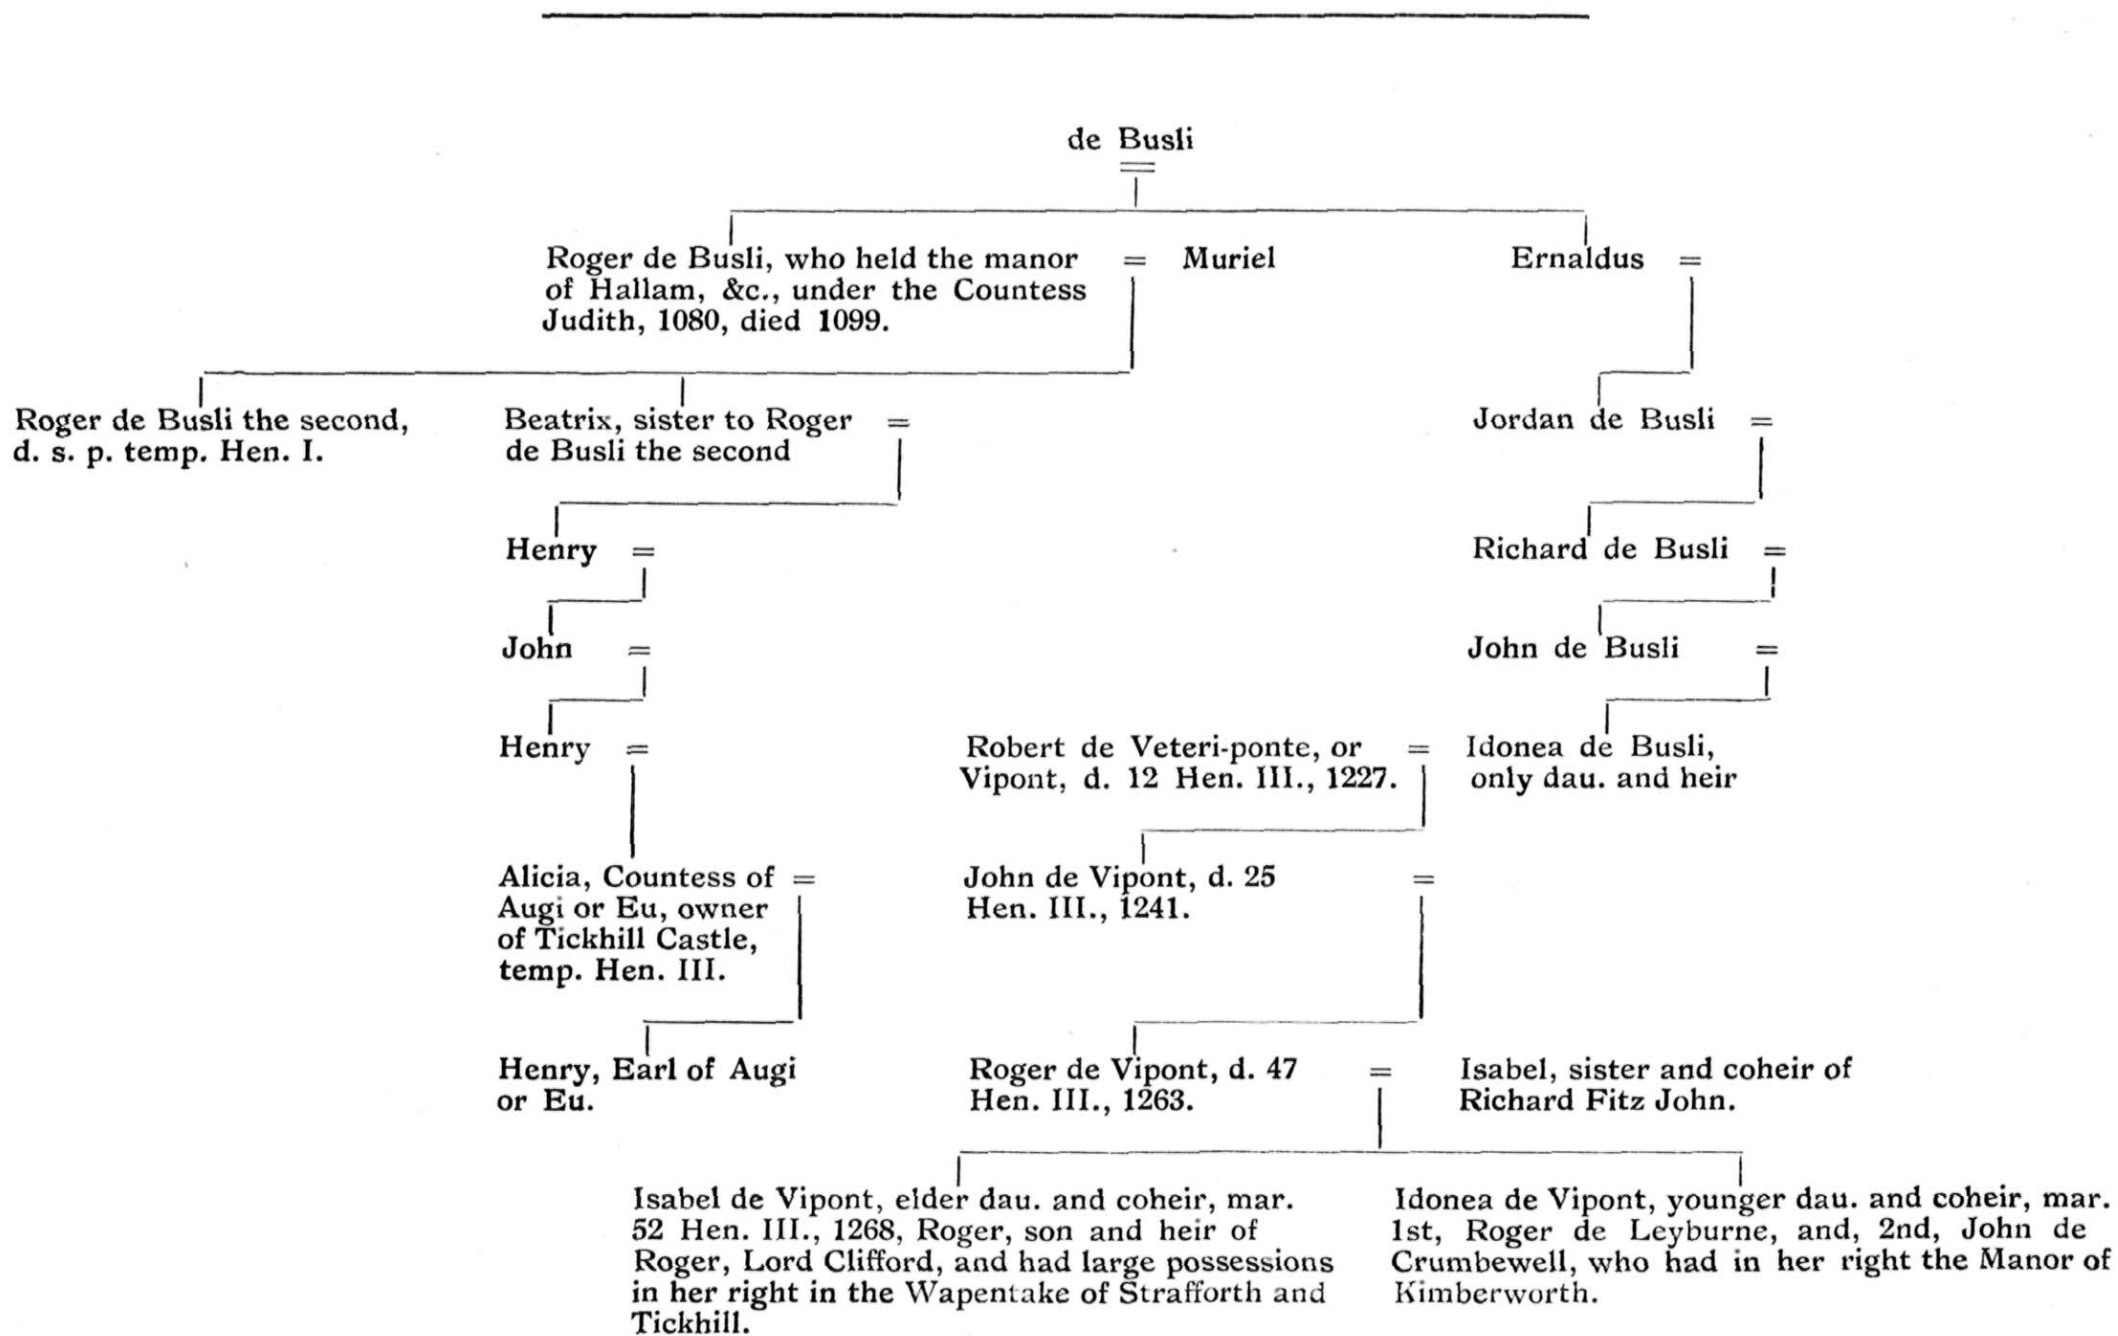 de Busli
Roger de Busli, who held the manor
of Hallam, &c., under the Countess
Judith, 1080, died 1099.
= Muriel
Ernaldus =
Roger de Busli the second,
d. s. p. temp. Hen. I.
Beatrix, sister to Roger =
de Busli the second
Jordan de Busli =
Henry =
Richard de Busli =
John =
John de Busli =
Henry =
Robert de Veteri-ponte, or =
Vipont, d. 12 Hen. III., 1227.
Idonea de Busli,
only dau. and heir
Alicia, Countess of =
Augi or Eu, owner
of Tickhill Castle,
temp. Hen. III.
John de Vipont, d. 25 =
Hen. III., 1241.
Henry, Earl of Augi
or Eu.
Roger de Vipont, d. 47 =
Hen. III., 1263.
Isabel, sister and coheir of
Richard Fitz John.
Isabel de Vipont, elder dau. and coheir, mar.
52 Hen. III., 1268, Roger, son and heir of
Roger, Lord Clifford, and had large possessions
in her right in the Wapentake of Strafforth and
Tickhill.
Idonea de Vipont, younger dau. and coheir, mar.
1st, Roger de Leyburne, and, 2nd, John de
Crumbewell, who had in her right the Manor of
Kimberworth.